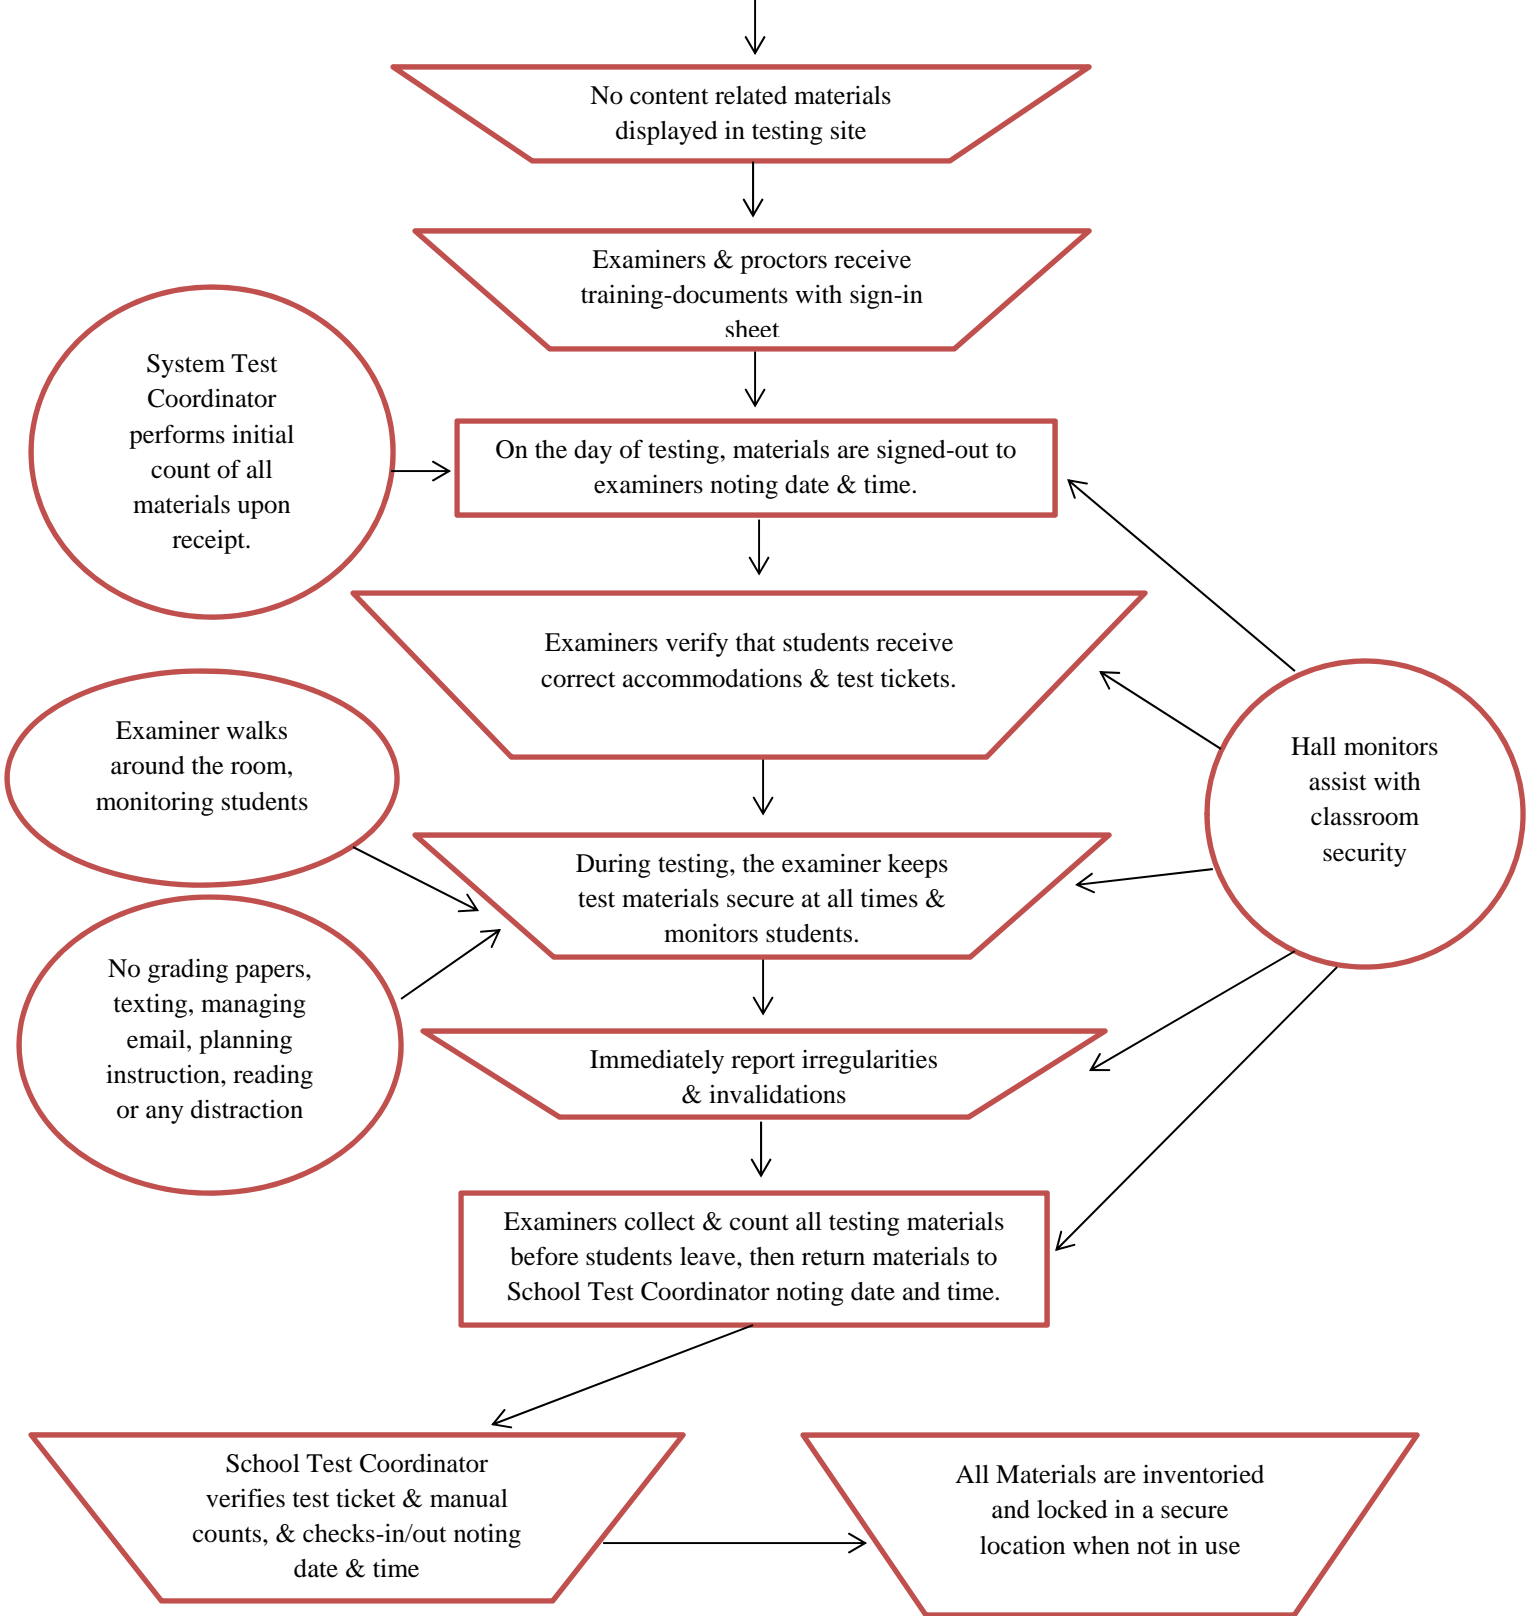 No content related materials
displayed in testing site
Examiners & proctors receive
training-documents with sign-in
sheet
System Test
Coordinator
performs initial
count of all
materials upon
receipt.
On the day of testing, materials are signed-out to
examiners noting date & time.
Examiners verify that students receive
correct accommodations & test tickets.
Examiner walks
around the room,
monitoring students
Hall monitors
assist with
classroom
security
During testing, the examiner keeps
test materials secure at all times &
monitors students.
No grading papers,
texting, managing
email, planning
instruction, reading
or any distraction
Immediately report irregularities
& invalidations
Examiners collect & count all testing materials
before students leave, then return materials to
School Test Coordinator noting date and time.
School Test Coordinator
verifies test ticket & manual
counts, & checks-in/out noting
date & time
All Materials are inventoried
and locked in a secure
location when not in use